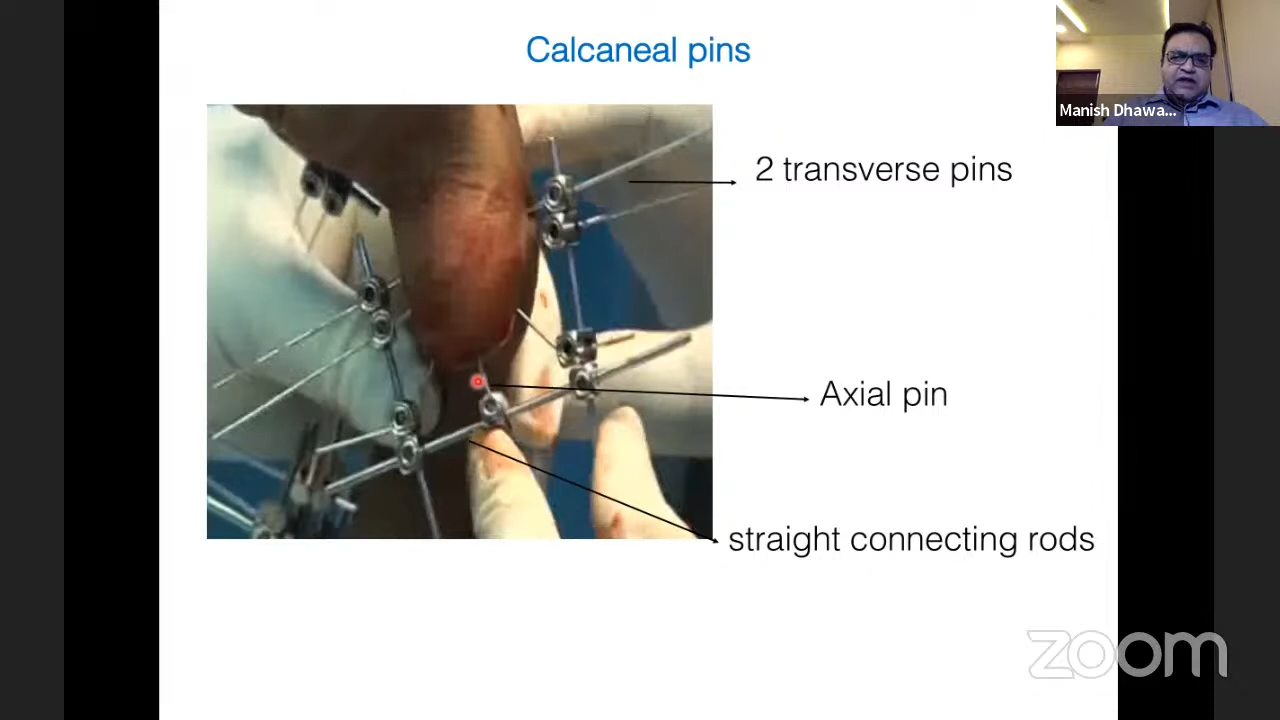 Calcaneal pins
Manish Dhawa...
2 transverse pins
Axial pin
straight connecting rods
zoom